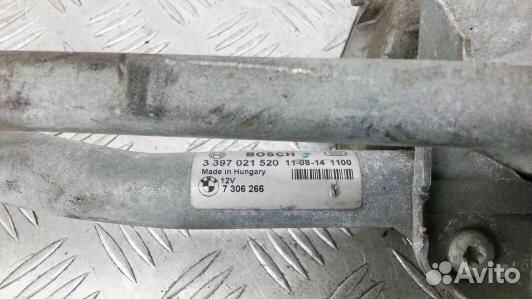 BOSCH
3 397 021 520 11-08-14 1100
Made in Hungary
12V
7 306 266
Avito